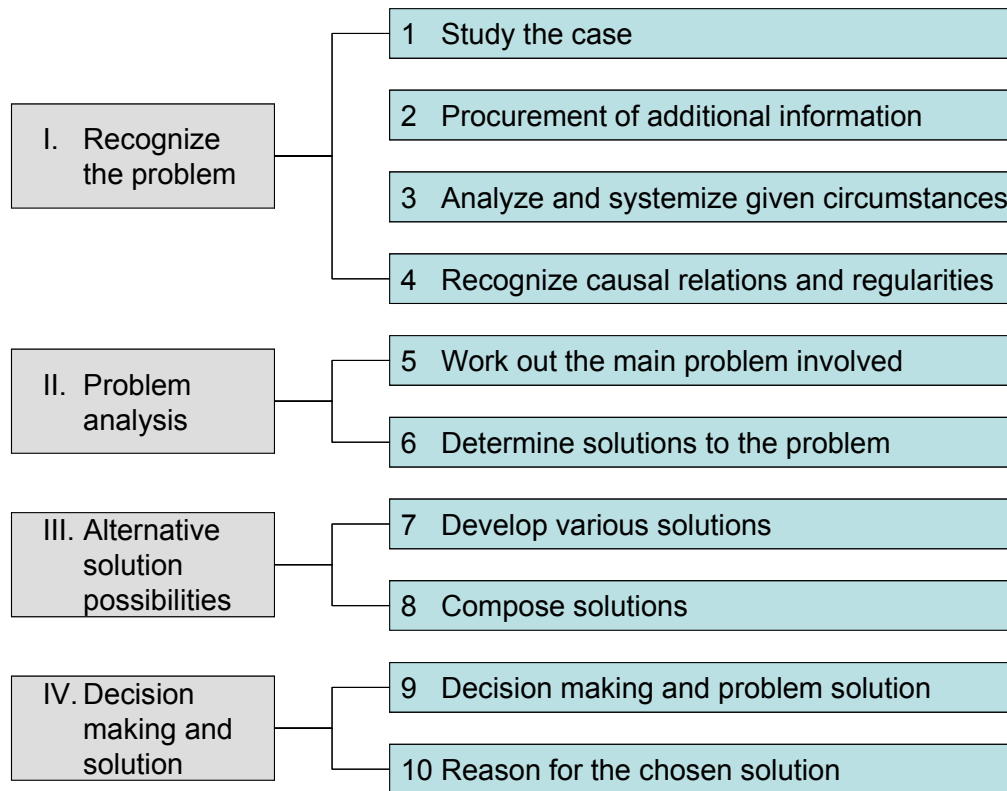 1 Study the case
2 Procurement of additional information
I. Recognize
the problem
3 Analyze and systemize given circumstances
4 Recognize causal relations and regularities
5 Work out the main problem involved
II. Problem
analysis
6 Determine solutions to the problem
7 Develop various solutions
III. Alternative
solution
possibilities
8 Compose solutions
9 Decision making and problem solution
IV. Decision
making and
solution
10 Reason for the chosen solution